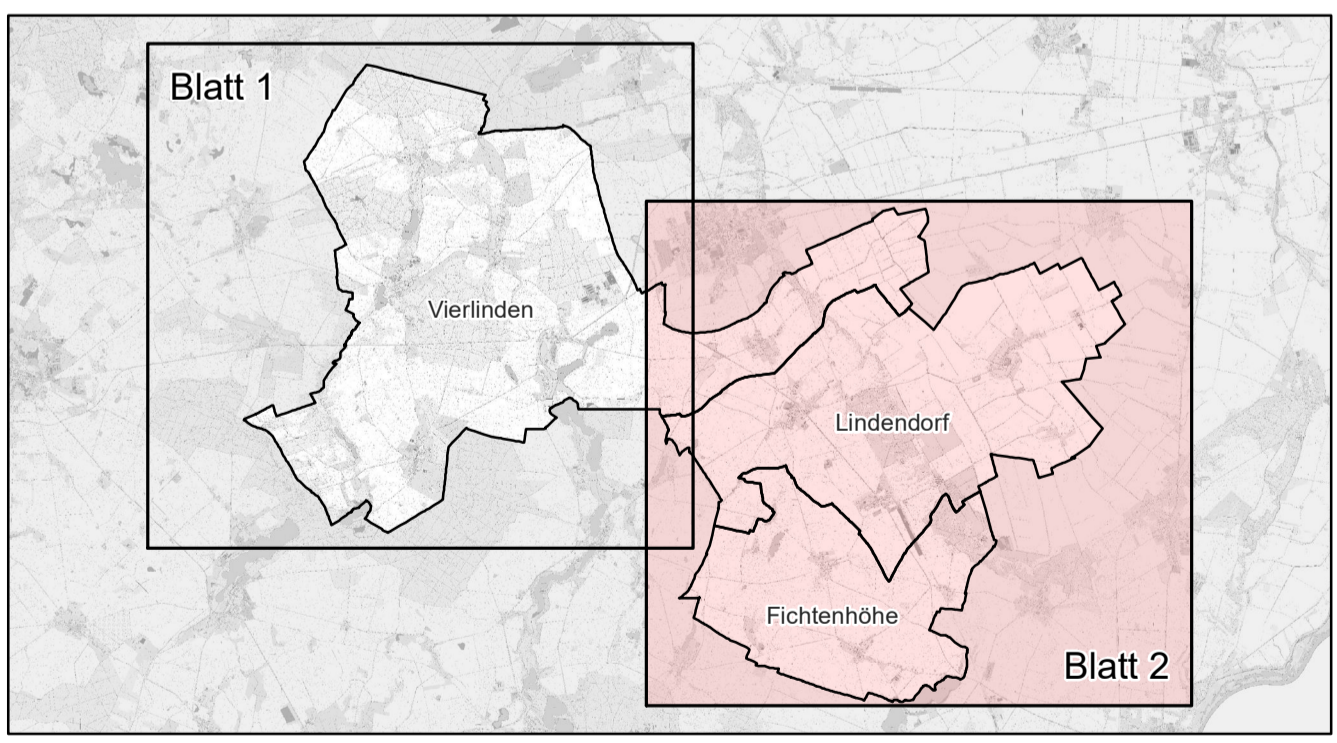 Blatt 1
Vierlinden
Lindendorf
Fichtenhöhe
Blatt 2